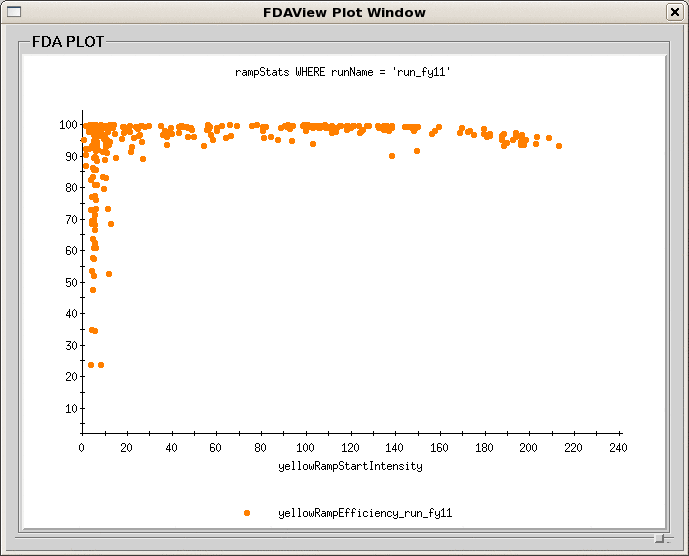 FDAView Plot Window
FDA PLOT
rampStats WHERE runName = 'run_fy11'
100
90
80
70
60
50
40
30
20
10
0 20 40 60 80 100 120 140 160 180 200 220 240
yellowRampStartIntensity
yellowRampEfficiency_run_fy11